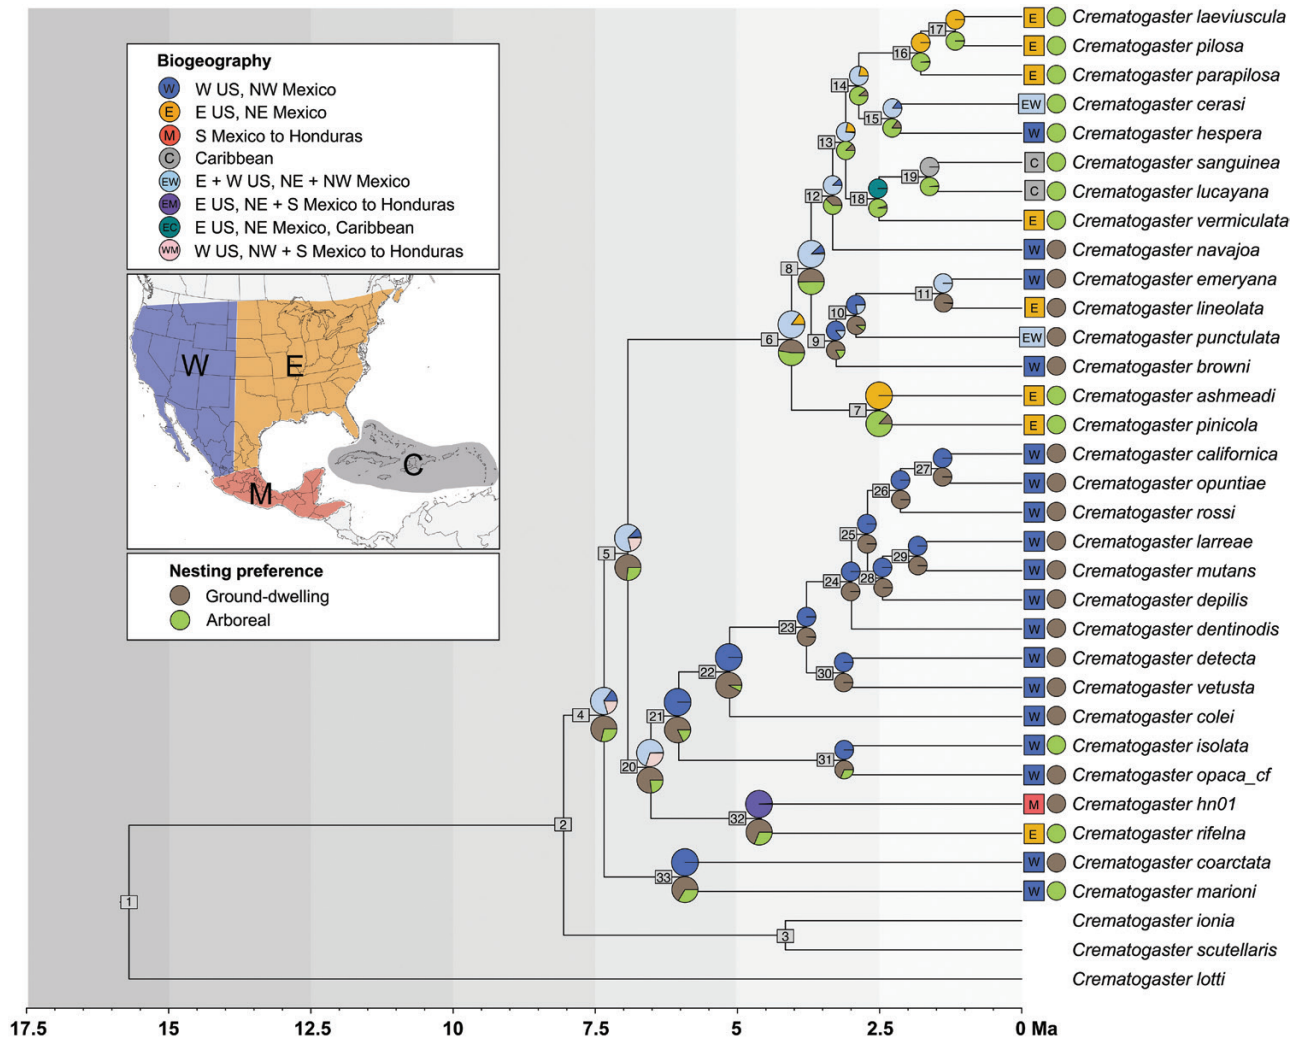 Biogeography
W W US, NW Mexico
E E US, NE Mexico
M S Mexico to Honduras
C Caribbean
EW E + W US, NE + NW Mexico
EM E US, NE + S Mexico to Honduras
EC E US, NE Mexico, Caribbean
WM W US, NW + S Mexico to Honduras
W
E
C
M
Nesting preference
Ground-dwelling
Arboreal
1
2
3
4
5
6
7
8
9
10
11
12
13
14
15
16
17
18
19
20
21
22
23
24
25
26
27
28
29
30
31
32
33
E Crematogaster laeviuscula
E Crematogaster pilosa
E Crematogaster parapilosa
EW Crematogaster cerasi
W Crematogaster hespera
C Crematogaster sanguinea
C Crematogaster lucayana
E Crematogaster vermiculata
W Crematogaster navajoa
W Crematogaster emeryana
E Crematogaster lineolata
EW Crematogaster punctulata
W Crematogaster browni
E Crematogaster ashmeadi
E Crematogaster pinicola
W Crematogaster californica
W Crematogaster opuntiae
W Crematogaster rossi
W Crematogaster larreae
W Crematogaster mutans
W Crematogaster depilis
W Crematogaster dentinodis
W Crematogaster detecta
W Crematogaster vetusta
W Crematogaster colei
W Crematogaster isolata
W Crematogaster opaca_cf
M Crematogaster hn01
E Crematogaster rifelna
W Crematogaster coarctata
W Crematogaster marioni
Crematogaster ionia
Crematogaster scutellaris
Crematogaster lotti
17.5 15 12.5 10 7.5 5 2.5 0 Ma